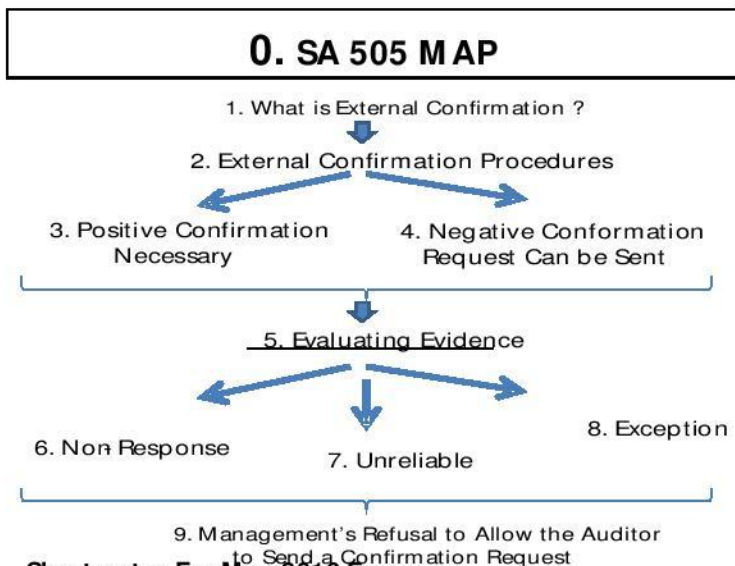 0. SA 505 MAP
1. What is External Confirmation ?
2. External Confirmation Procedures
3. Positive Confirmation
Necessary
4. Negative Conformation
Request Can be Sent
5. Evaluating Evidence
6. Non-Response
7. Unreliable
8. Exception
9. Management's Refusal to Allow the Auditor
to Send a Confirmation Request